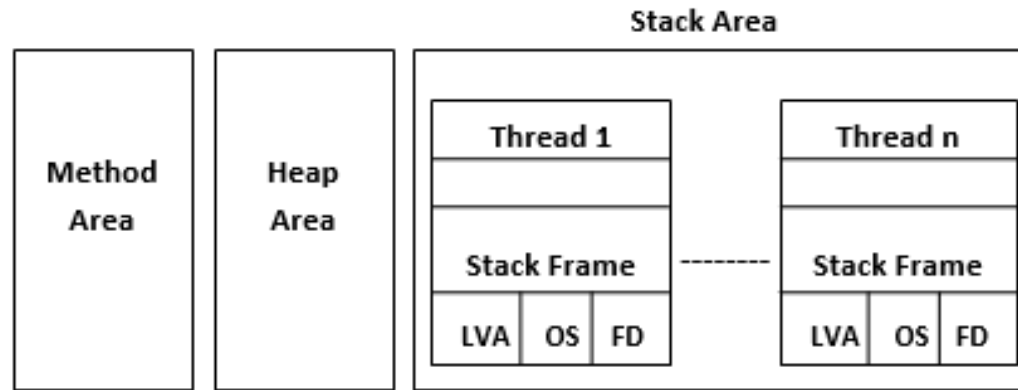 Stack Area
Method
Area
Heap
Area
Thread 1
Stack Frame
LVA OS FD
Thread n
Stack Frame
LVA OS FD